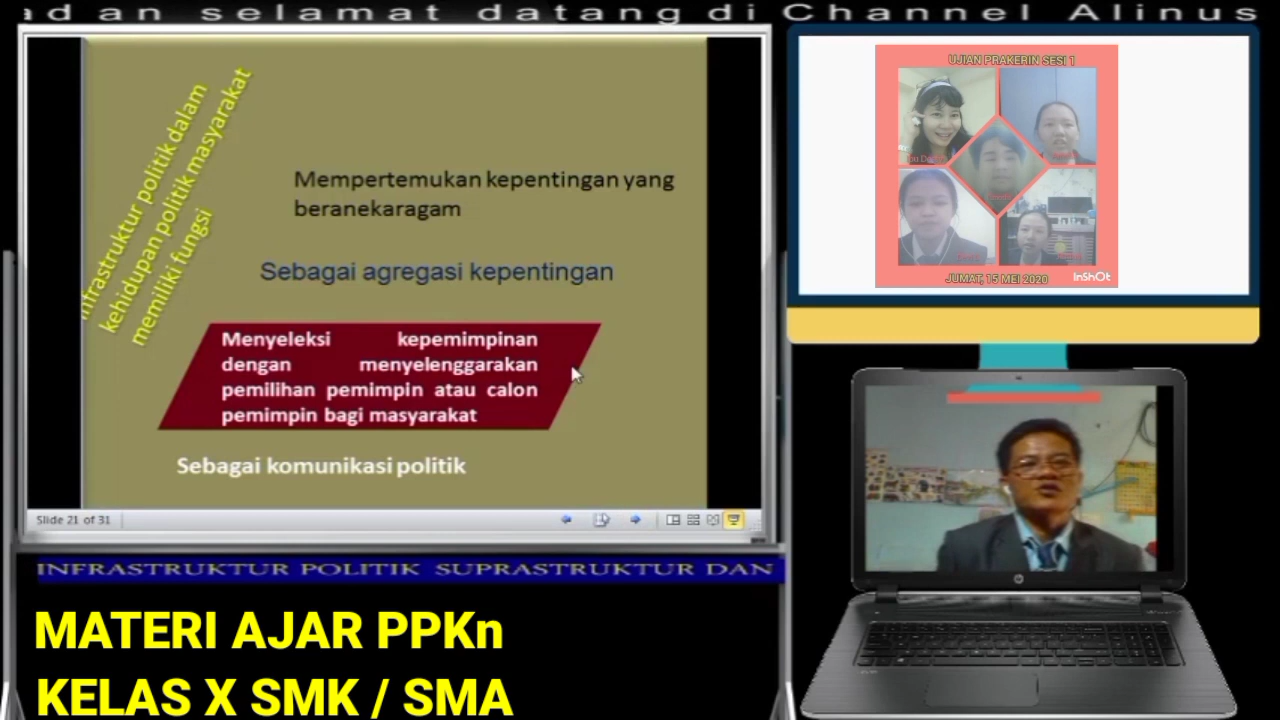 dan selamat datang di Channel Alinus
infrastruktur politik dalam
kehidupan politik masyarakat
memiliki fungsi
Mempertemukan kepentingan yang
beranekaragam
Sebagai agregasi kepentingan
Menyeleksi kepemimpinan
dengan menyelenggarakan
pemilihan pemimpin atau calon
pemimpin bagi masyarakat
Sebagai komunikasi politik
Slide 21 of 31
INFRASTRUKTUR POLITIK SUPRASTRUKTUR DAN
MATERI AJAR PPKn
KELAS X SMK / SMA
UJIAN PRAKERIN SESI 1
JUMAT, 15 MEI 2020
InShOt
hp